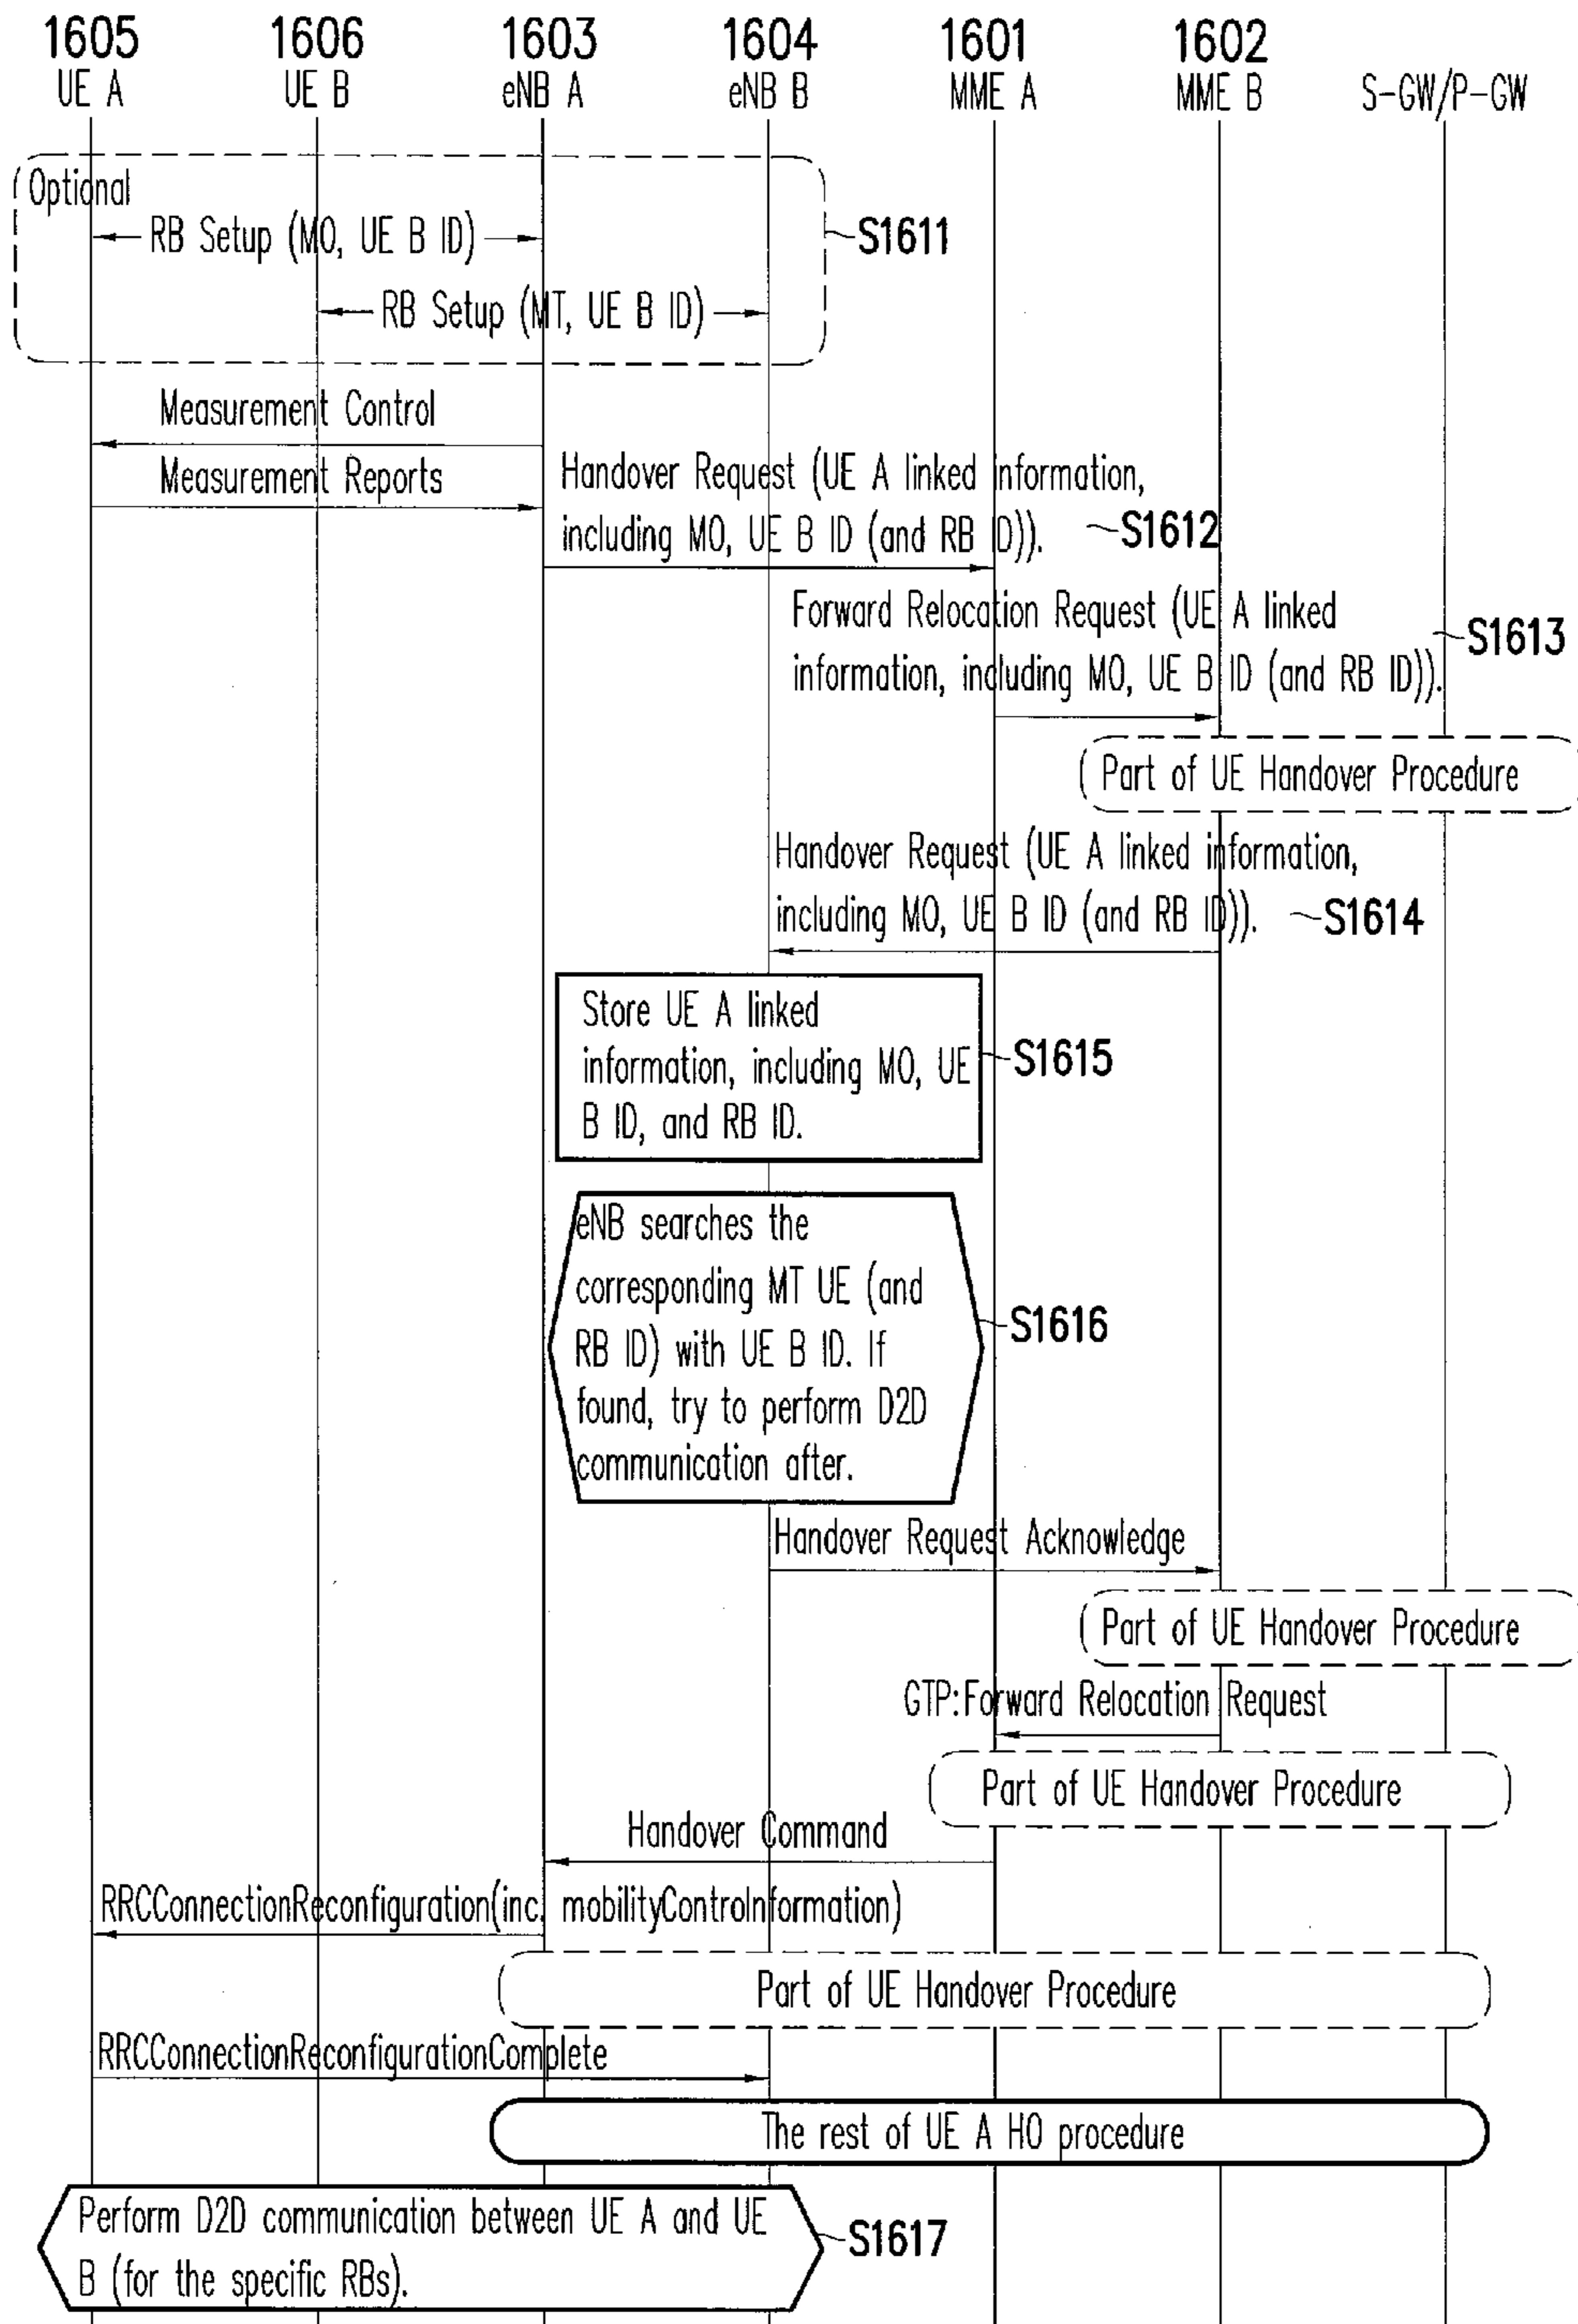 1605 1606 1603 1604 1601 1602
UE A UE B eNB A eNB B MME A MME B S-GW/P-GW
Optional
RB Setup (MO, UE B ID)
S1611
RB Setup (MT, UE B ID)
Measurement Control
Measurement Reports
Handover Request (UE A linked information,
including MO, UE B ID (and RB ID)).
S1612
Forward Relocation Request (UE A linked
information, including MO, UE B ID (and RB ID)).
S1613
Part of UE Handover Procedure
Handover Request (UE A linked information,
including MO, UE B ID (and RB ID)).
S1614
Store UE A linked
information, including MO, UE
B ID, and RB ID.
S1615
eNB searches the
corresponding MT UE (and
RB ID) with UE B ID. If
found, try to perform D2D
communication after.
S1616
Handover Request Acknowledge
Part of UE Handover Procedure
GTP:Forward Relocation Request
Part of UE Handover Procedure
Handover Command
RRCConnectionReconfiguration(inc. mobilityControInformation)
Part of UE Handover Procedure
RRCConnectionReconfigurationComplete
The rest of UE A HO procedure
Perform D2D communication between UE A and UE
B (for the specific RBs).
S1617